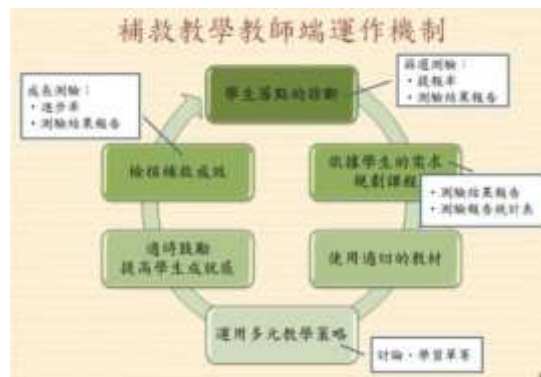 補救教學教師端運作機制
篩選測驗：
・提報率
・測驗結果報告
成長測驗：
・進步率
・測驗結果報告
學生落點的診斷
依據學生的需求
規劃課程
・測驗結果報告
・測驗報告統計表
檢核補救成效
使用適切的教材
適時鼓勵
提高學生成就感
運用多元教學策略
討論、學習單等